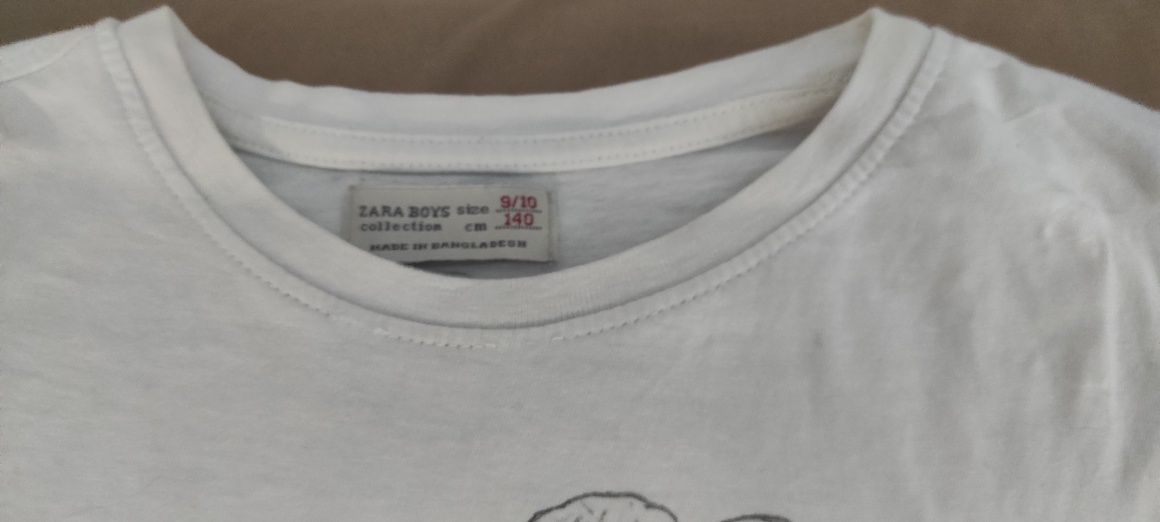 ZARA BOYS size 9/10
collection cm 140
MADE IN BANGLADESH